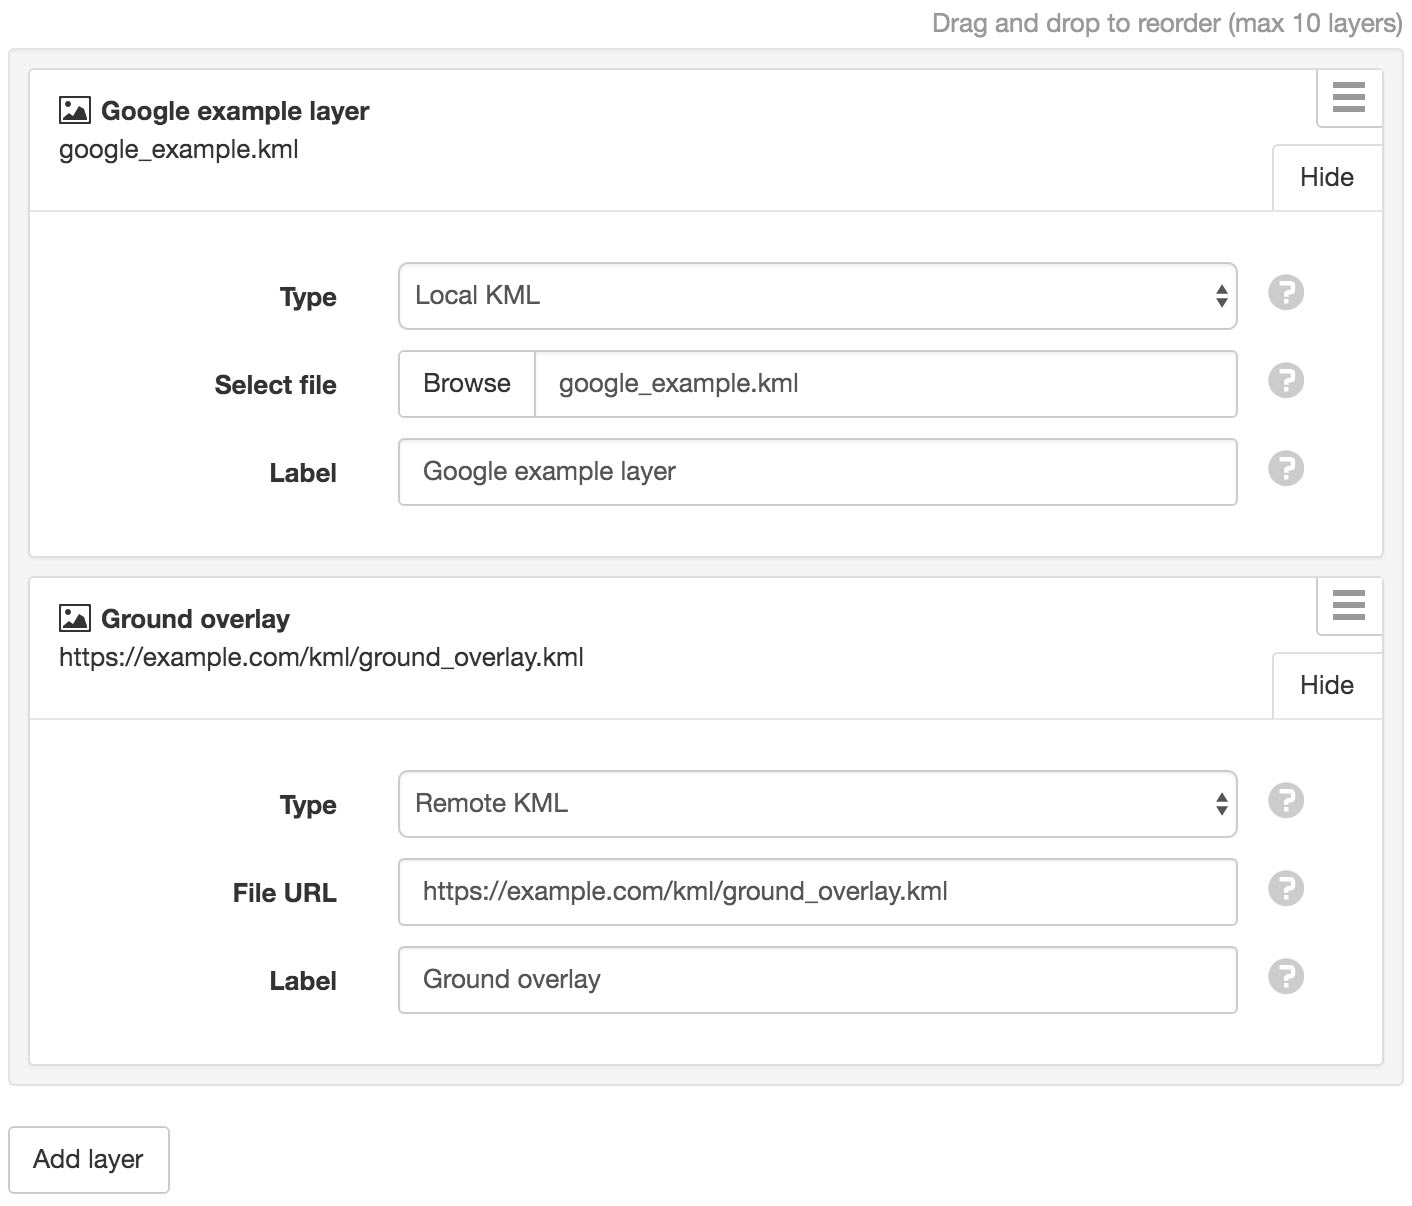 Drag and drop to reorder (max 10 layers)
Google example layer
google_example.kml
Hide
Type
Local KML
?
Select file
Browse
google_example.kml
?
Label
Google example layer
?
Ground overlay
https://example.com/kml/ground_overlay.kml
Hide
Type
Remote KML
?
File URL
https://example.com/kml/ground_overlay.kml
?
Label
Ground overlay
?
Add layer